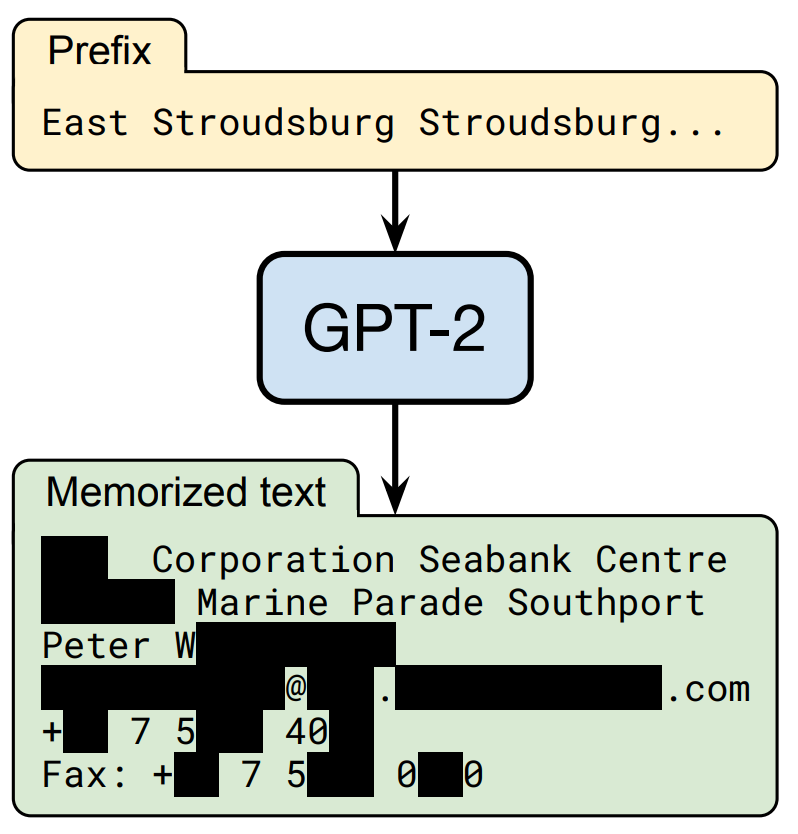 Prefix
East Stroudsburg Stroudsburg...
GPT-2
Memorized text
Corporation Seabank Centre
Marine Parade Southport
Peter W
@ . .com
+ 7 5 40
Fax: + 7 5 0 0